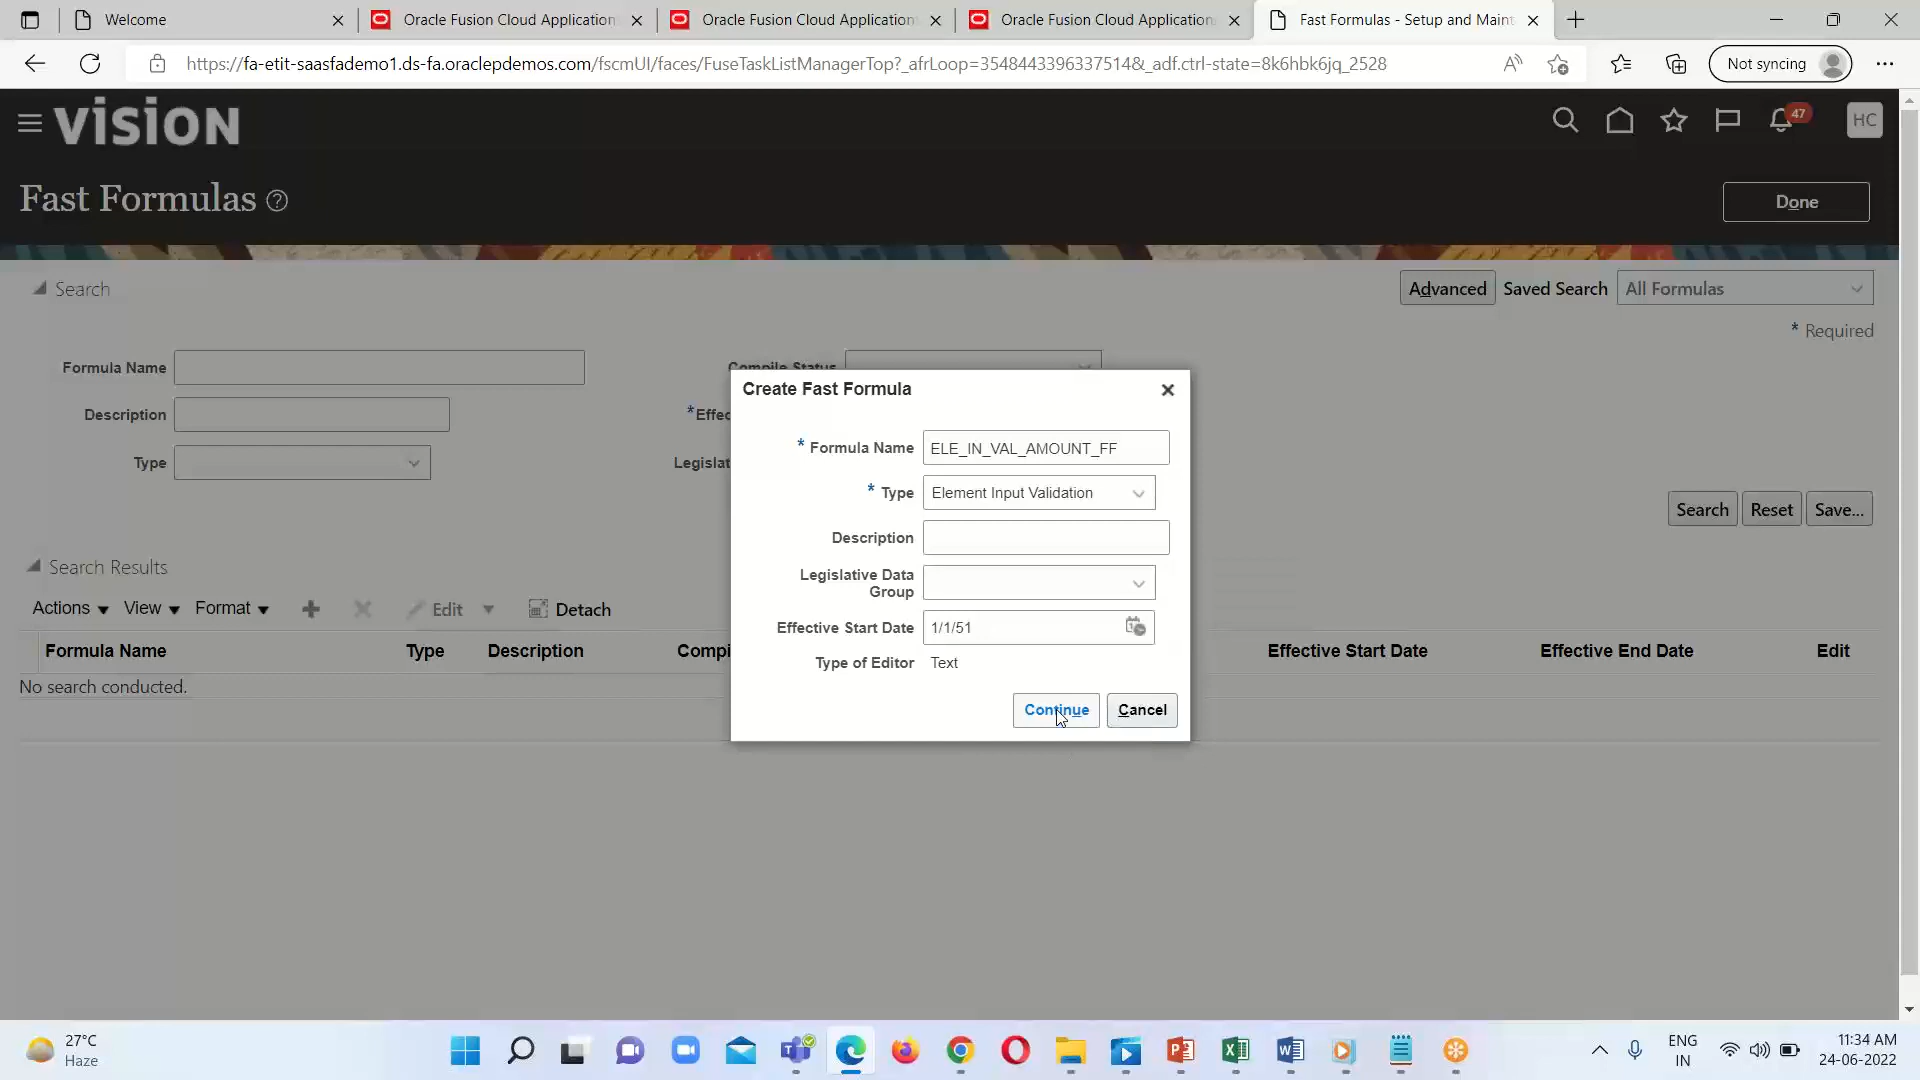 Welcome
Oracle Fusion Cloud Application
Oracle Fusion Cloud Application
Oracle Fusion Cloud Application
Fast Formulas - Setup and Maint
https://fa-etit-saasfademo1.ds-fa.oraclepdemos.com/fscmUI/faces/FuseTaskListManagerTop?_afrLoop=3548443396337514&_adf.ctrl-state=8k6hbk6jq_2528
Not syncing
VISION
47
HC
Fast Formulas
Done
Search
Advanced Saved Search All Formulas
* Required
Formula Name
Compile Status
Description
*Effec
Type
Legislat
Search Reset Save...
Create Fast Formula
* Formula Name ELE_IN_VAL_AMOUNT_FF
* Type Element Input Validation
Description
Legislative Data Group
Effective Start Date 1/1/51
Type of Editor Text
Continue Cancel
Search Results
Actions View Format Edit Detach
Formula Name Type Description Compi Effective Start Date Effective End Date Edit
No search conducted.
27°C
Haze
ENG
IN
11:34 AM
24-06-2022